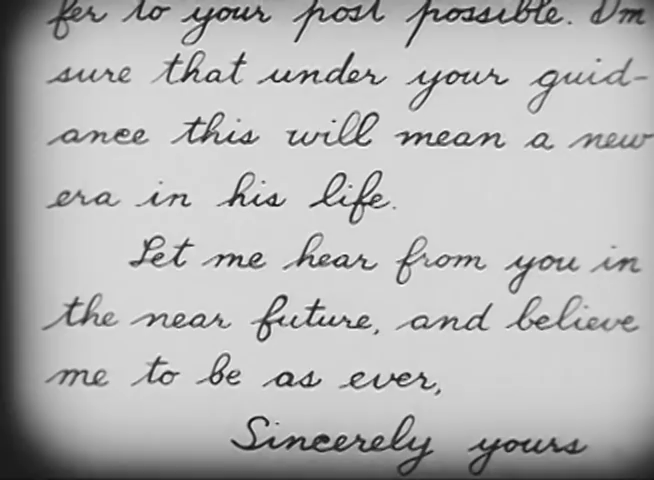 fer to your post possible. I'm
sure that under your guid-
ance this will mean a new
era in his life.
Let me hear from you in
the near future, and believe
me to be as ever,
Sincerely yours